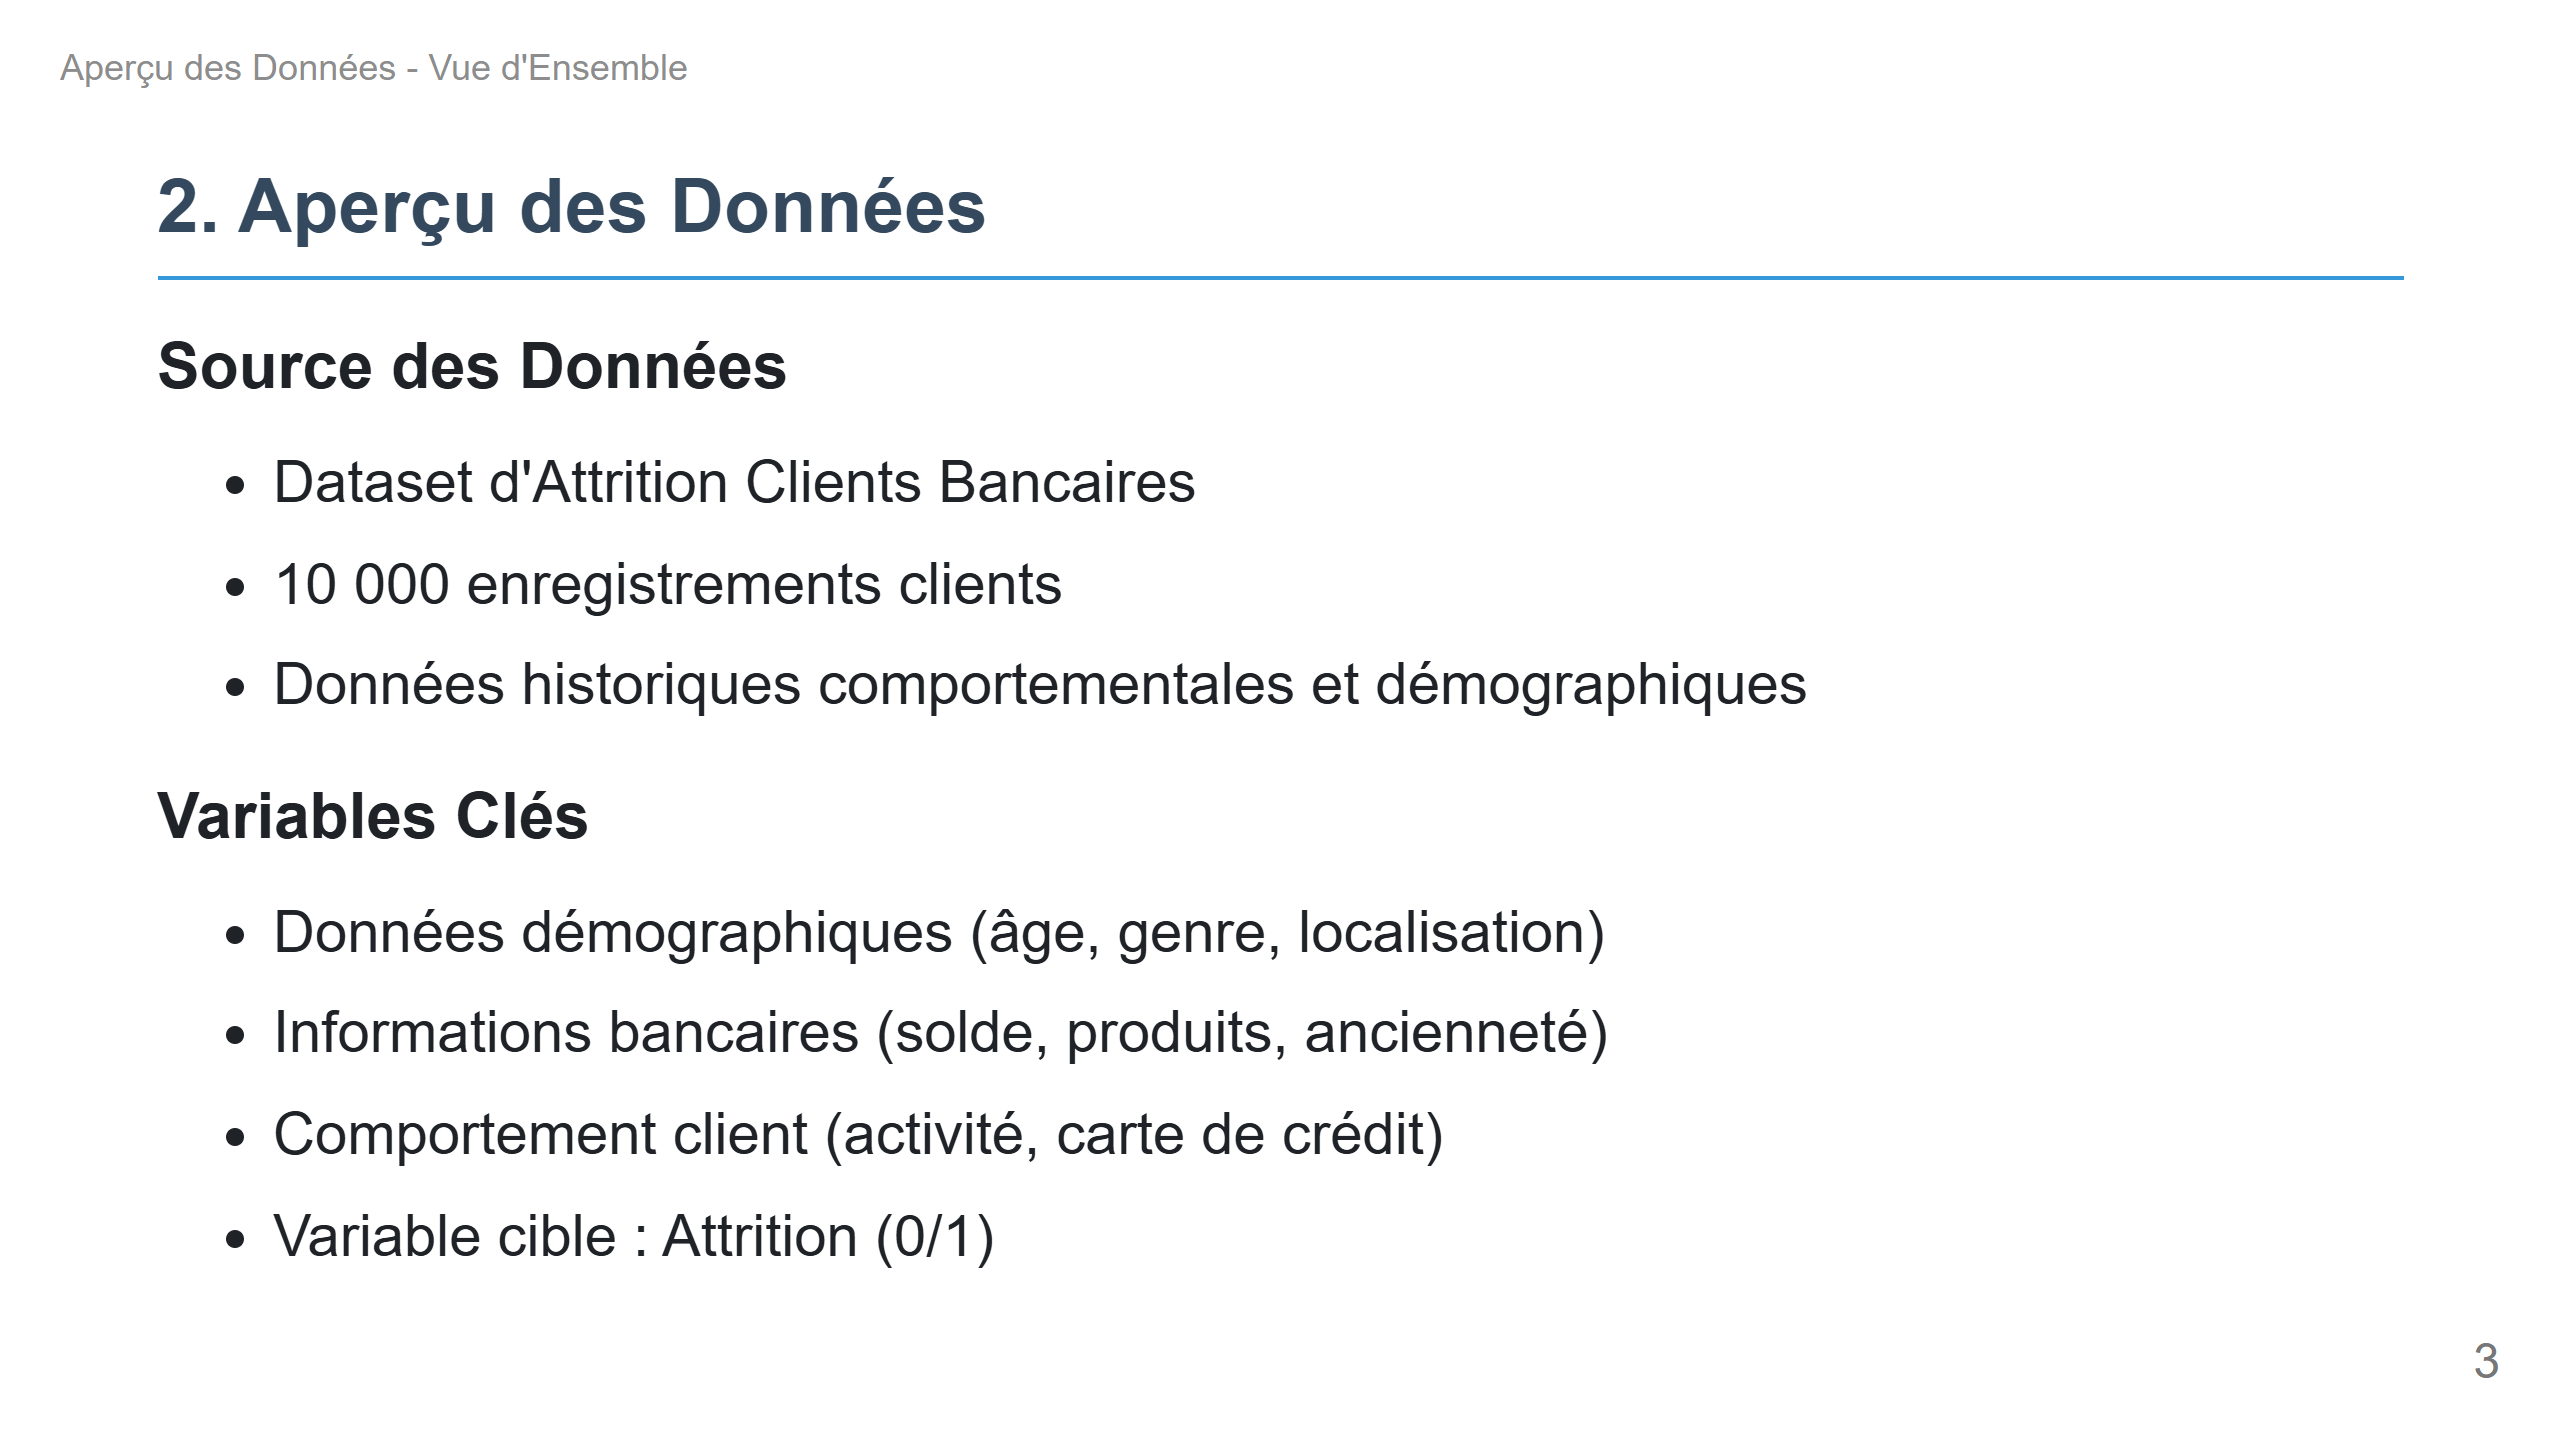 Aperçu des Données - Vue d'Ensemble
2. Aperçu des Données
Source des Données
• Dataset d'Attrition Clients Bancaires
• 10 000 enregistrements clients
• Données historiques comportementales et démographiques
Variables Clés
• Données démographiques (âge, genre, localisation)
• Informations bancaires (solde, produits, ancienneté)
• Comportement client (activité, carte de crédit)
• Variable cible : Attrition (0/1)
3